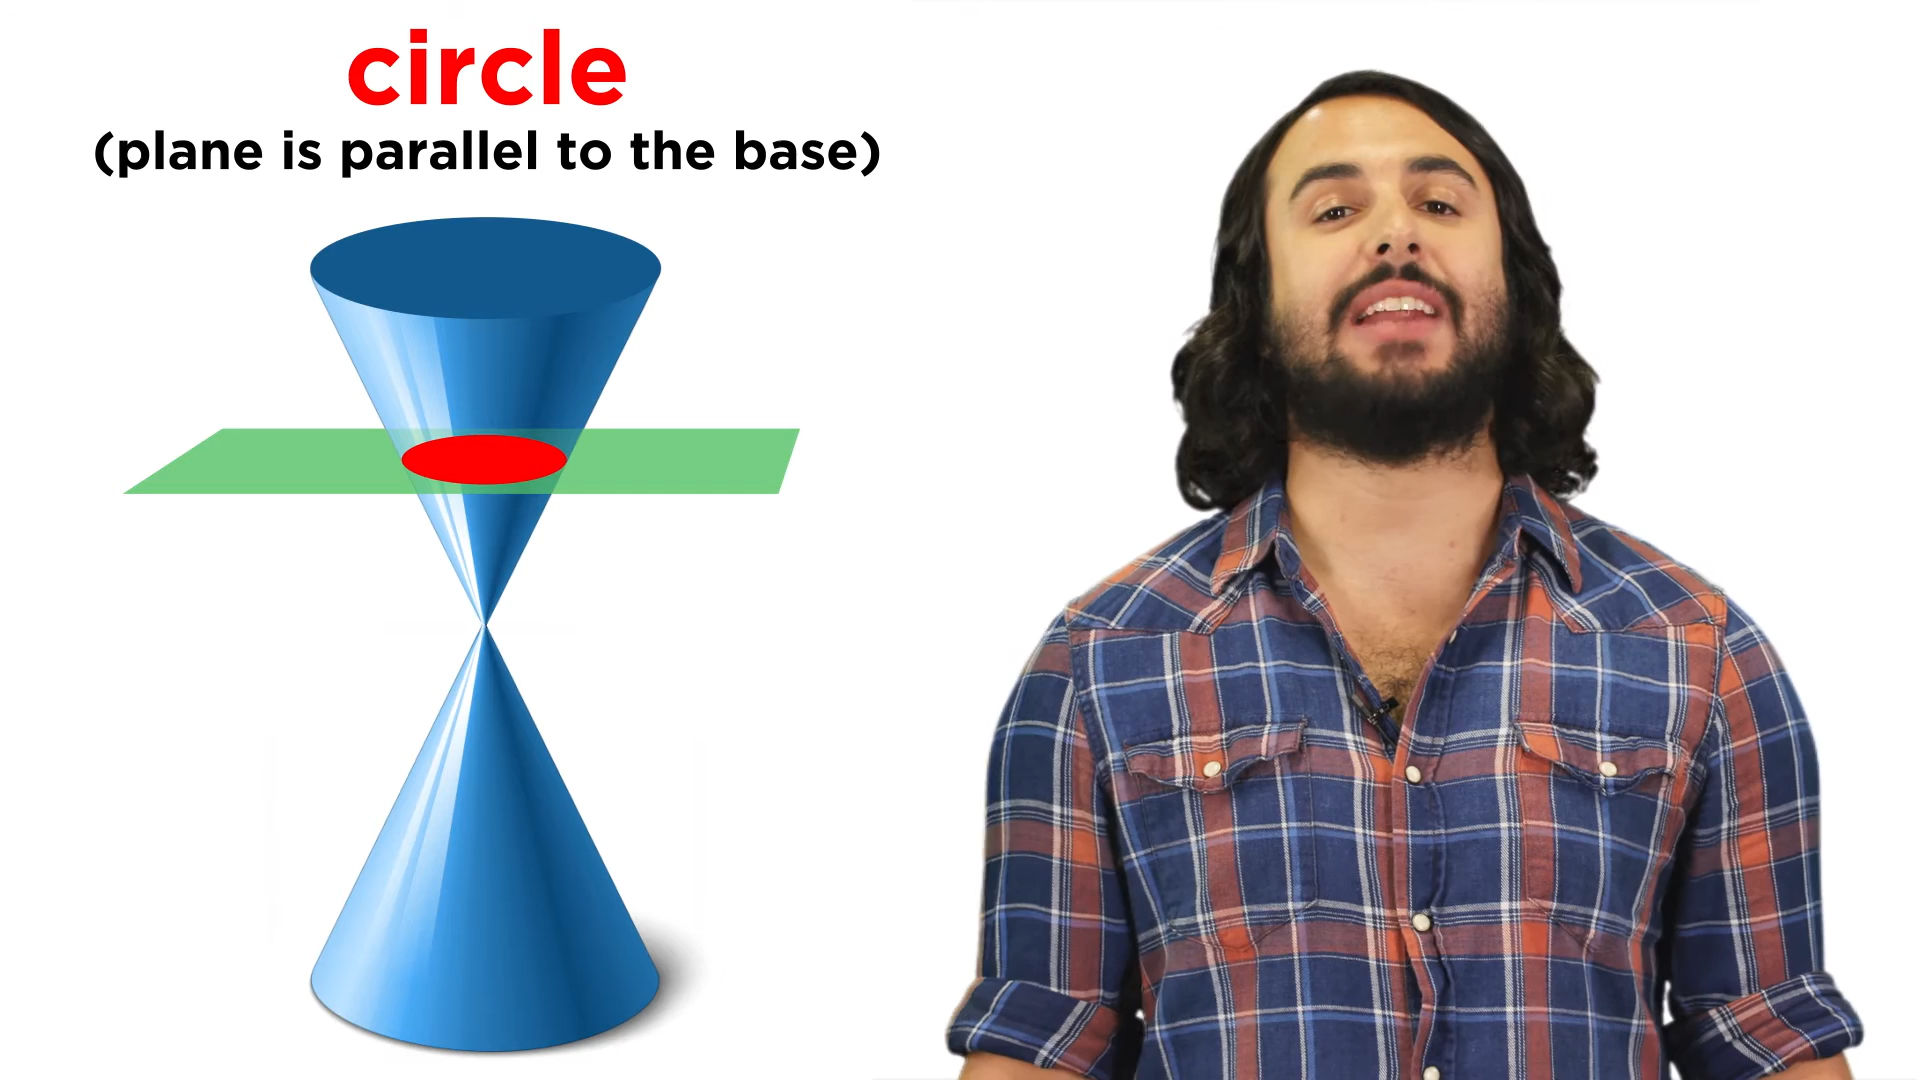 circle
(plane is parallel to the base)